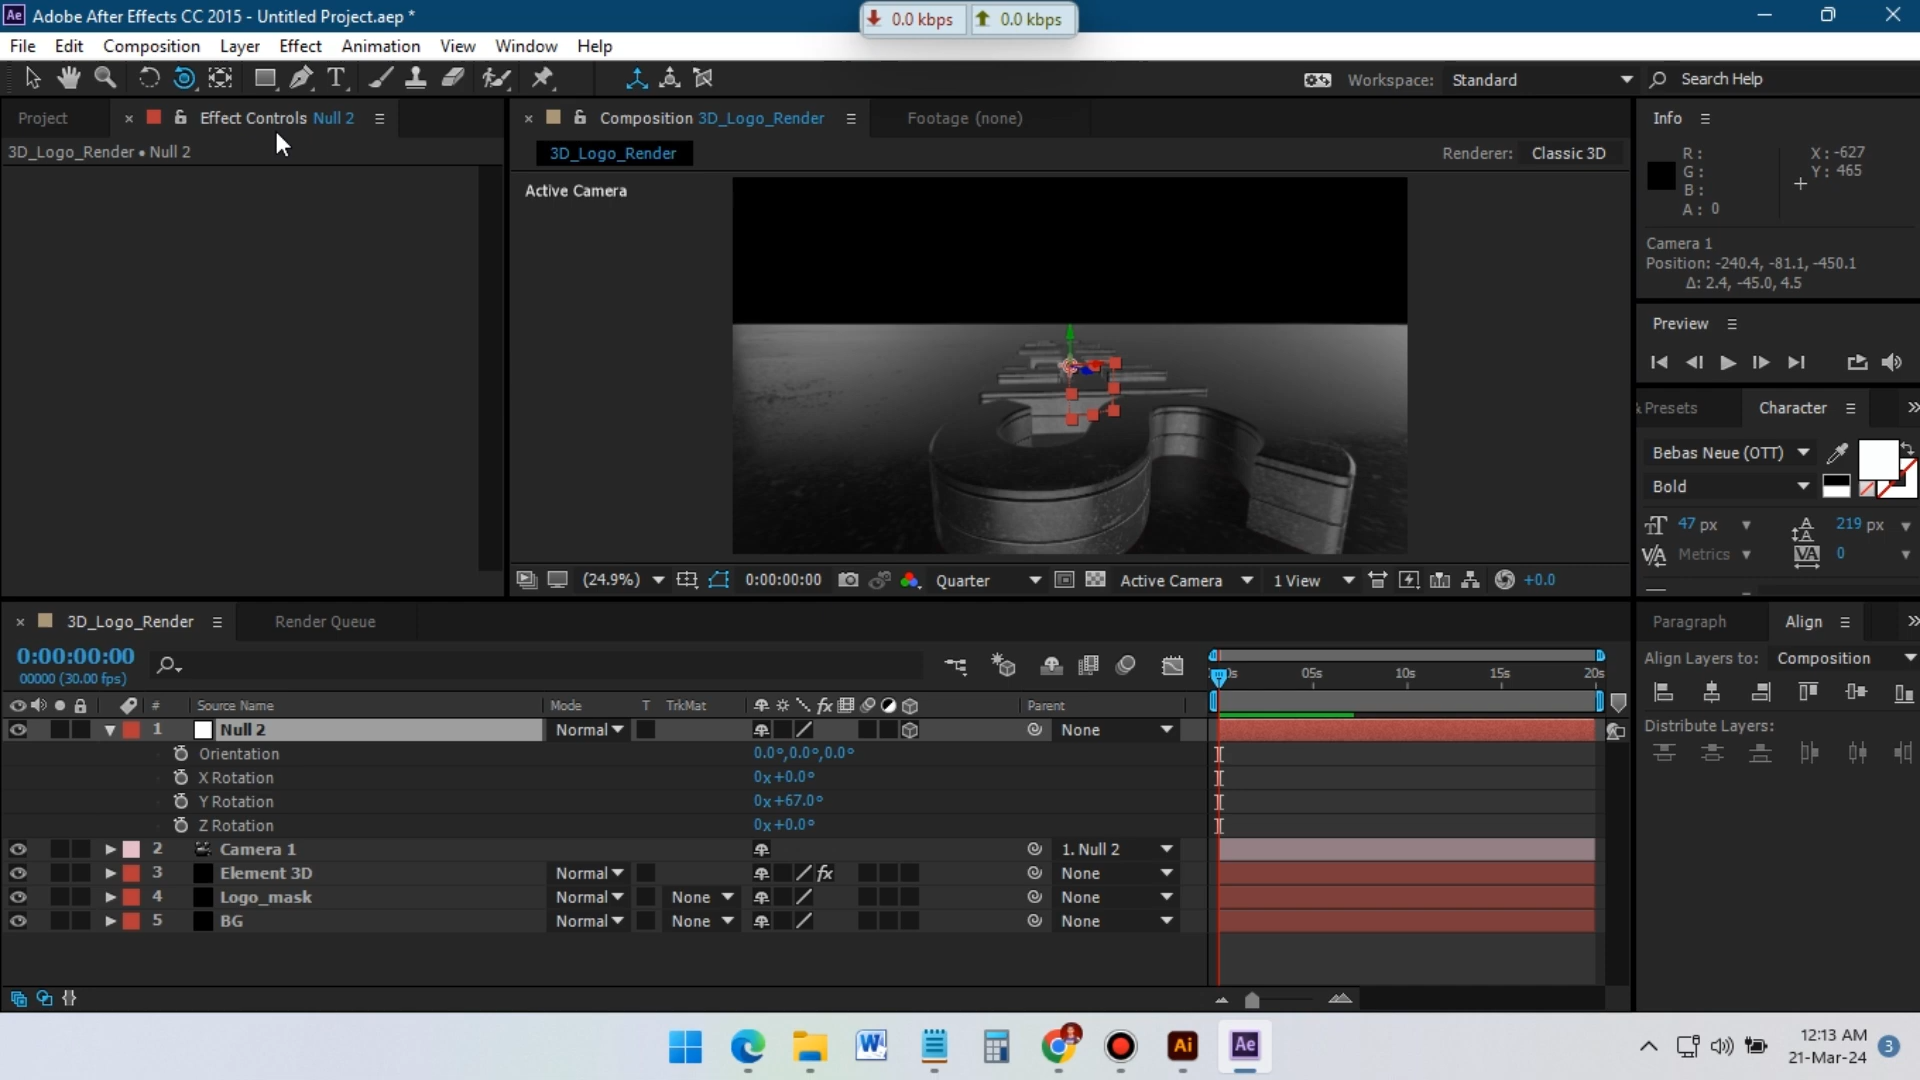 Adobe After Effects CC 2015 - Untitled Project.aep *
0.0 kbps
0.0 kbps
File Edit Composition Layer Effect Animation View Window Help
Workspace: Standard
Search Help
Project
Effect Controls Null 2
3D_Logo_Render • Null 2
Composition 3D_Logo_Render
Footage (none)
3D_Logo_Render
Renderer: Classic 3D
Active Camera
(24.9%)
0:00:00:00
Quarter
Active Camera
1 View
+0.0
Info
R:
G:
B:
A: 0
X: -627
Y: 465
Camera 1
Position: -240.4, -81.1, -450.1
Δ: 2.4, -45.0, 4.5
Preview
Presets
Character
Bebas Neue (OTT)
Bold
47 px
219 px
Metrics
0
3D_Logo_Render
Render Queue
0:00:00:00
00000 (30.00 fps)
05s 10s 15s 20s
# Source Name Mode T TrkMat Parent
1 Null 2 Normal None
Orientation 0.0°,0.0°,0.0°
X Rotation 0x+0.0°
Y Rotation 0x+67.0°
Z Rotation 0x+0.0°
2 Camera 1 1. Null 2
3 Element 3D Normal None
4 Logo_mask Normal None None
5 BG Normal None None
Paragraph
Align
Align Layers to: Composition
Distribute Layers:
12:13 AM
21-Mar-24
3